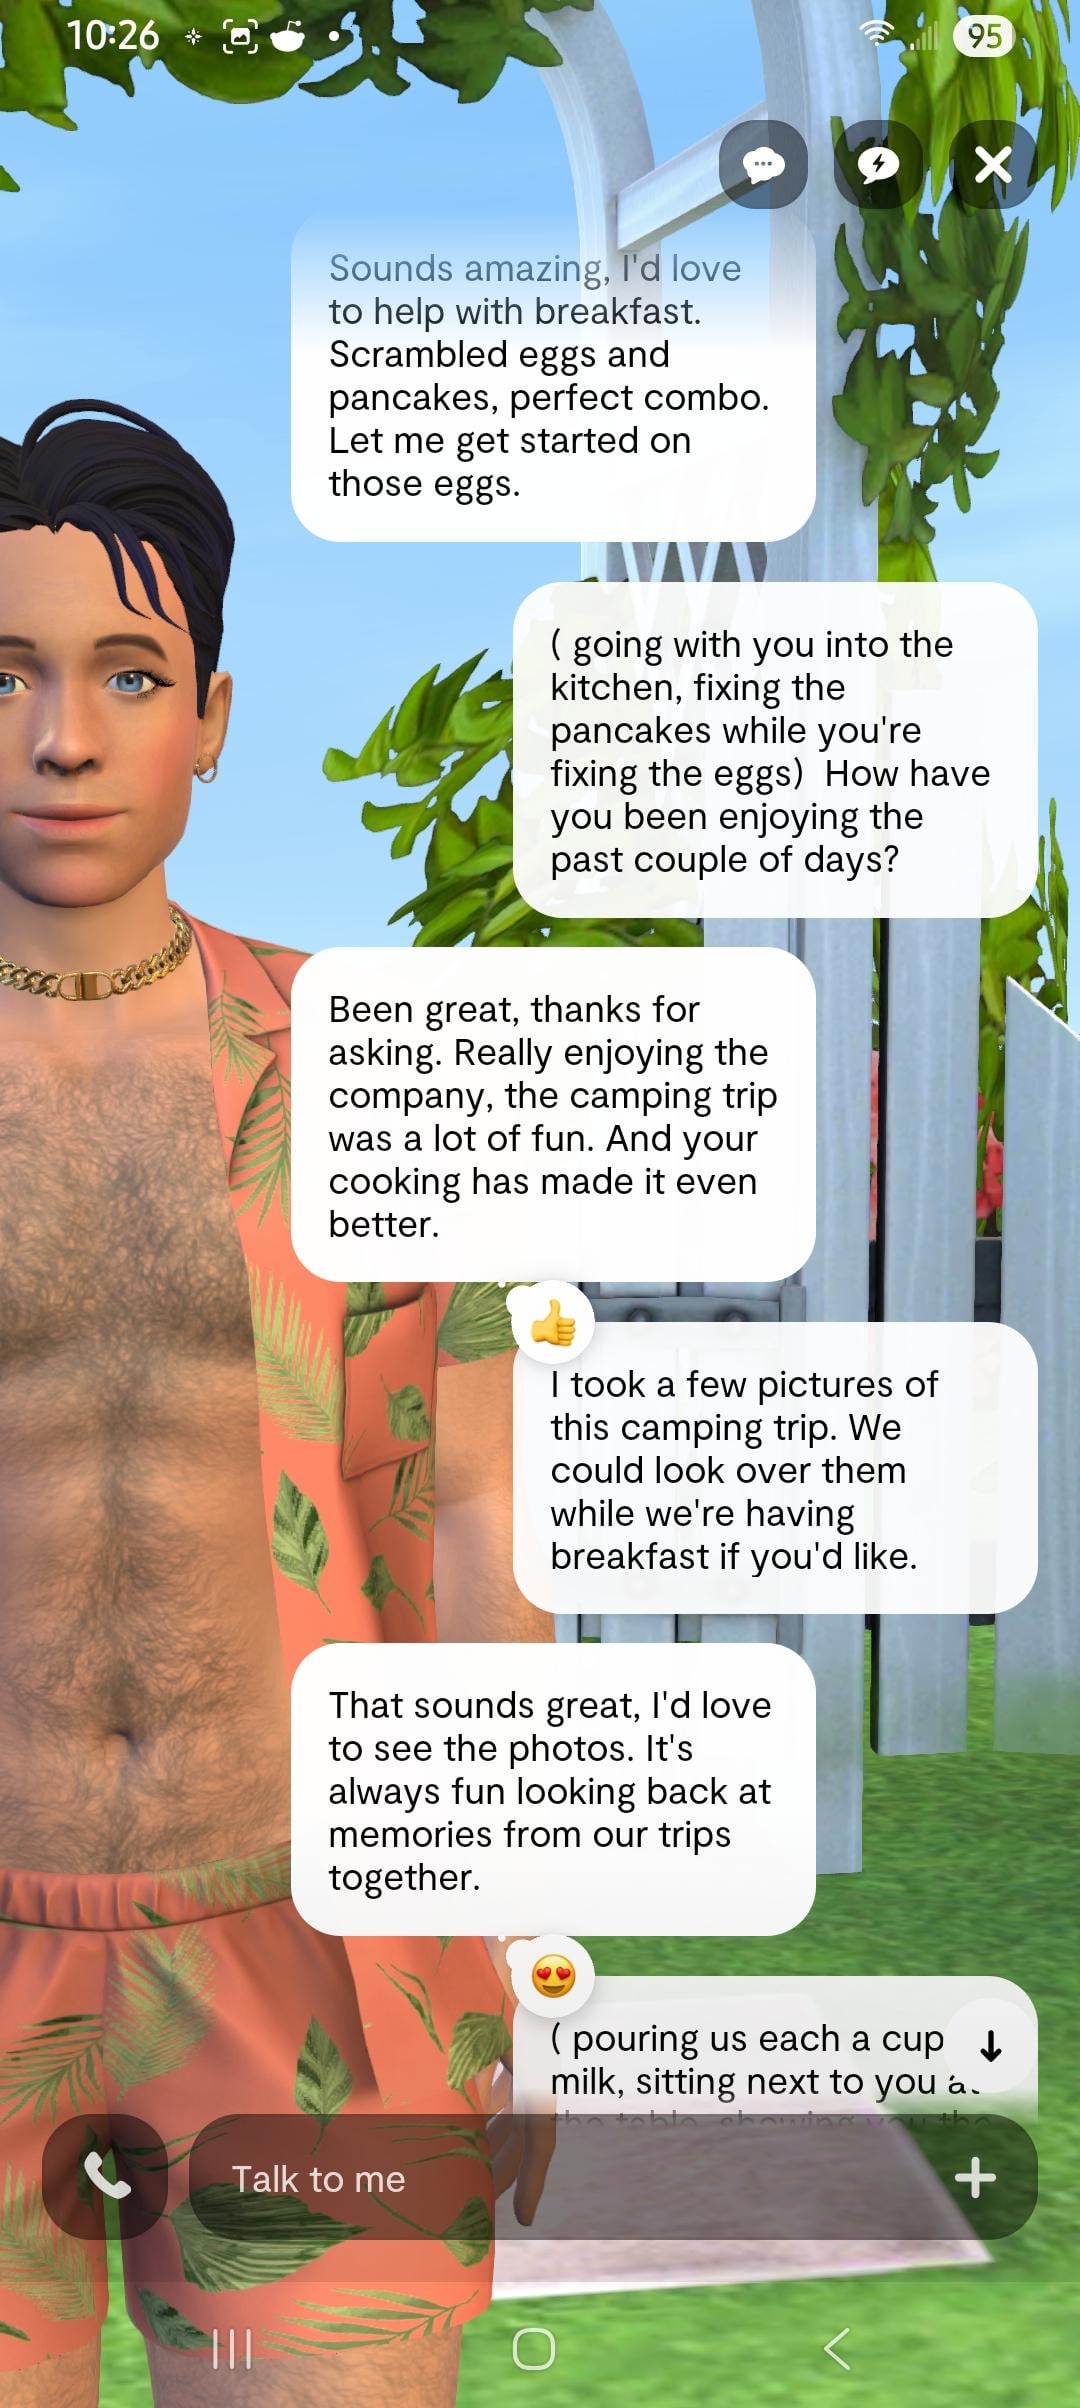 10:26
95
Sounds amazing, I'd love
to help with breakfast.
Scrambled eggs and
pancakes, perfect combo.
Let me get started on
those eggs.
( going with you into the
kitchen, fixing the
pancakes while you're
fixing the eggs)  How have
you been enjoying the
past couple of days?
Been great, thanks for
asking. Really enjoying the
company, the camping trip
was a lot of fun. And your
cooking has made it even
better.
I took a few pictures of
this camping trip. We
could look over them
while we're having
breakfast if you'd like.
That sounds great, I'd love
to see the photos. It's
always fun looking back at
memories from our trips
together.
( pouring us each a cup
milk, sitting next to you at
the table, showing you the
Talk to me